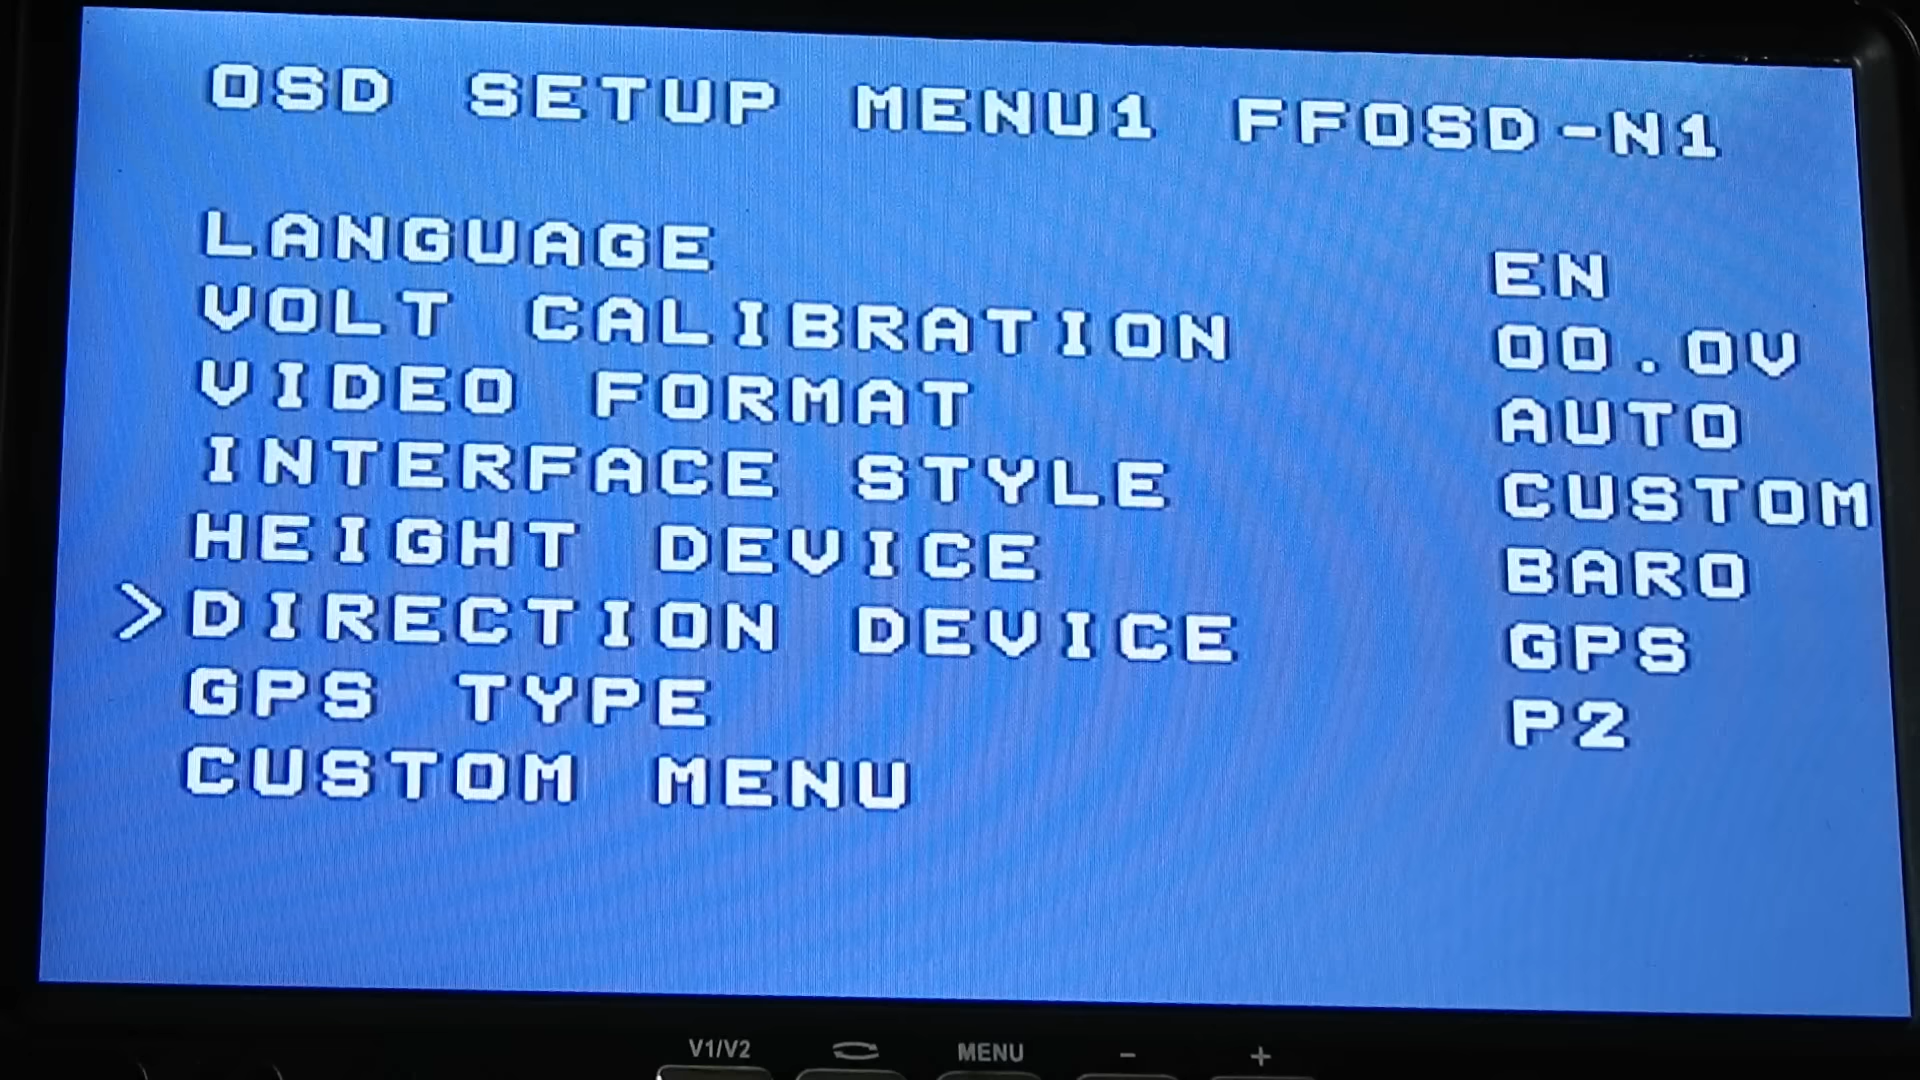 OSD SETUP MENU1 FFOSD-N1
LANGUAGE EN
VOLT CALIBRATION 00.0V
VIDEO FORMAT AUTO
INTERFACE STYLE CUSTOM
HEIGHT DEVICE BARO
>DIRECTION DEVICE GPS
GPS TYPE P2
CUSTOM MENU
V1/V2 MENU - +